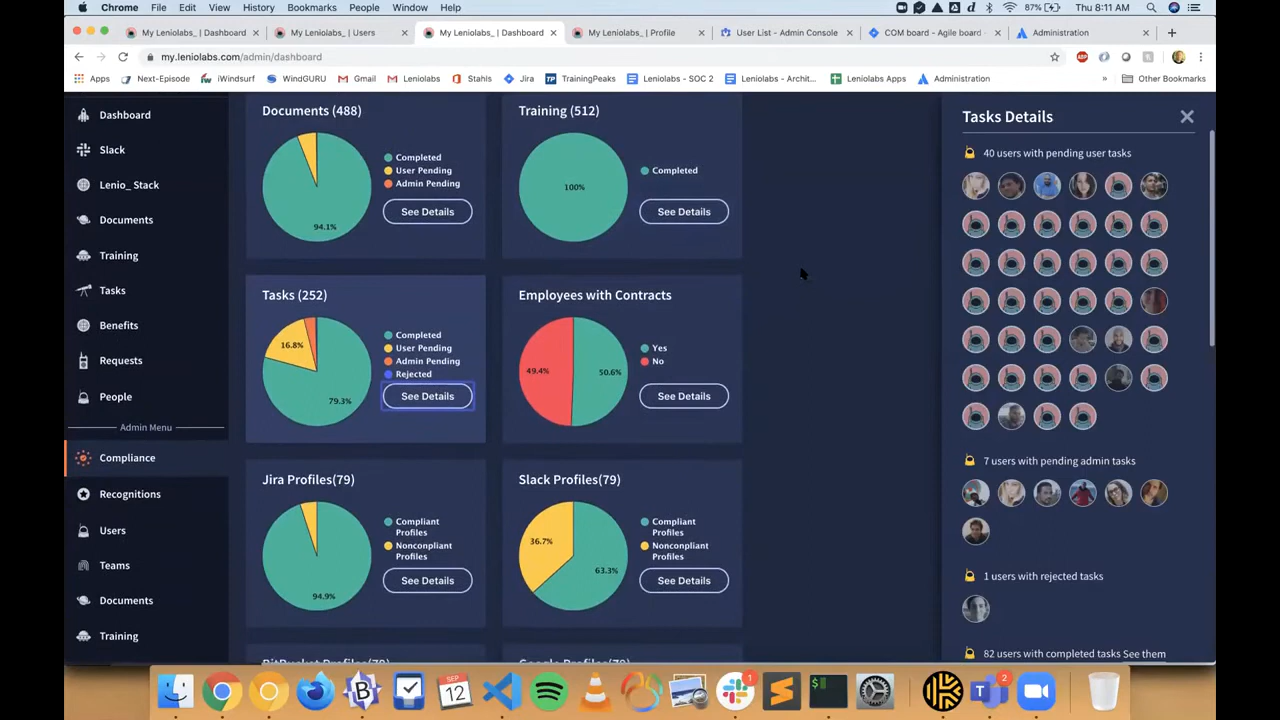 Chrome File Edit View History Bookmarks People Window Help 87% Thu 8:11 AM
My Leniolabs_ | Dashboard My Leniolabs_ | Users My Leniolabs_ | Dashboard My Leniolabs_ | Profile User List - Admin Console COM board - Agile board Administration
my.leniolabs.com/admin/dashboard
Apps Next-Episode iWindsurf WindGURU Gmail Leniolabs Stahls Jira TrainingPeaks Leniolabs - SOC 2 Leniolabs - Archit... Leniolabs Apps Administration » Other Bookmarks
Dashboard
Slack
Lenio_ Stack
Documents
Training
Tasks
Benefits
Requests
People
Admin Menu
Compliance
Recognitions
Users
Teams
Documents
Training
Documents (488)
Completed
User Pending
Admin Pending
See Details
94.1%
Training (512)
100%
Completed
See Details
Tasks (252)
16.8%
79.3%
Completed
User Pending
Admin Pending
Rejected
See Details
Employees with Contracts
49.4%
50.6%
Yes
No
See Details
Jira Profiles(79)
94.9%
Compliant
Profiles
Nonconpliant
Profiles
See Details
Slack Profiles(79)
36.7%
63.3%
Compliant
Profiles
Nonconpliant
Profiles
See Details
BitBucket Profiles(79)
Google Profiles(79)
Tasks Details
40 users with pending user tasks
7 users with pending admin tasks
1 users with rejected tasks
82 users with completed tasks See them
SEP
12
1
2